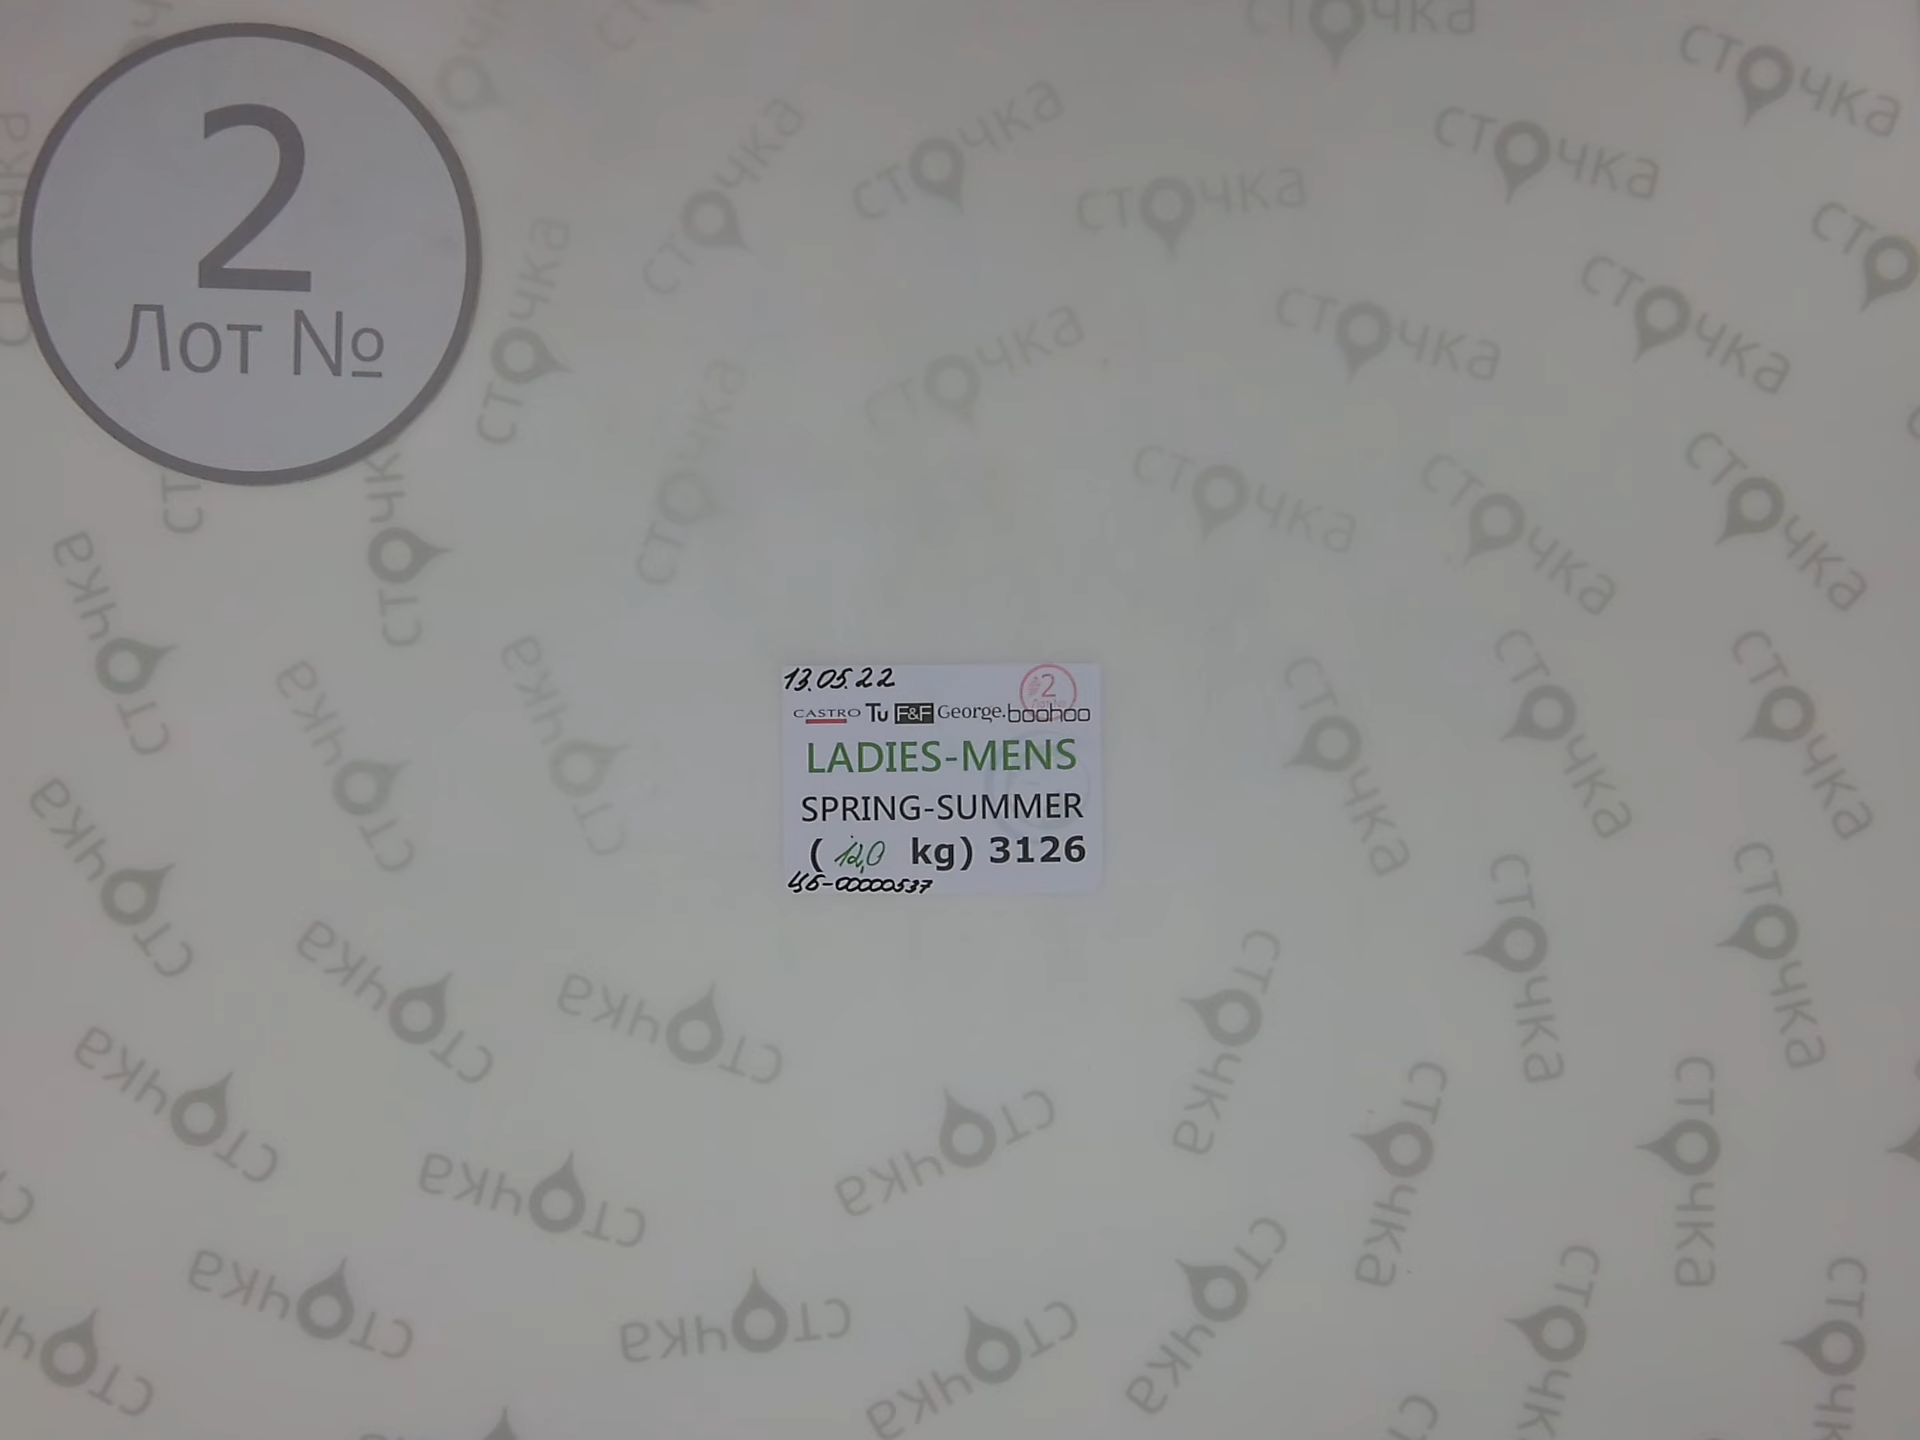 2
Лот №
13.05.22
2
CASTRO Tu F&F George. boohoo
LADIES-MENS
SPRING-SUMMER
(12,0 kg) 3126
ЦБ-00000537
сточка